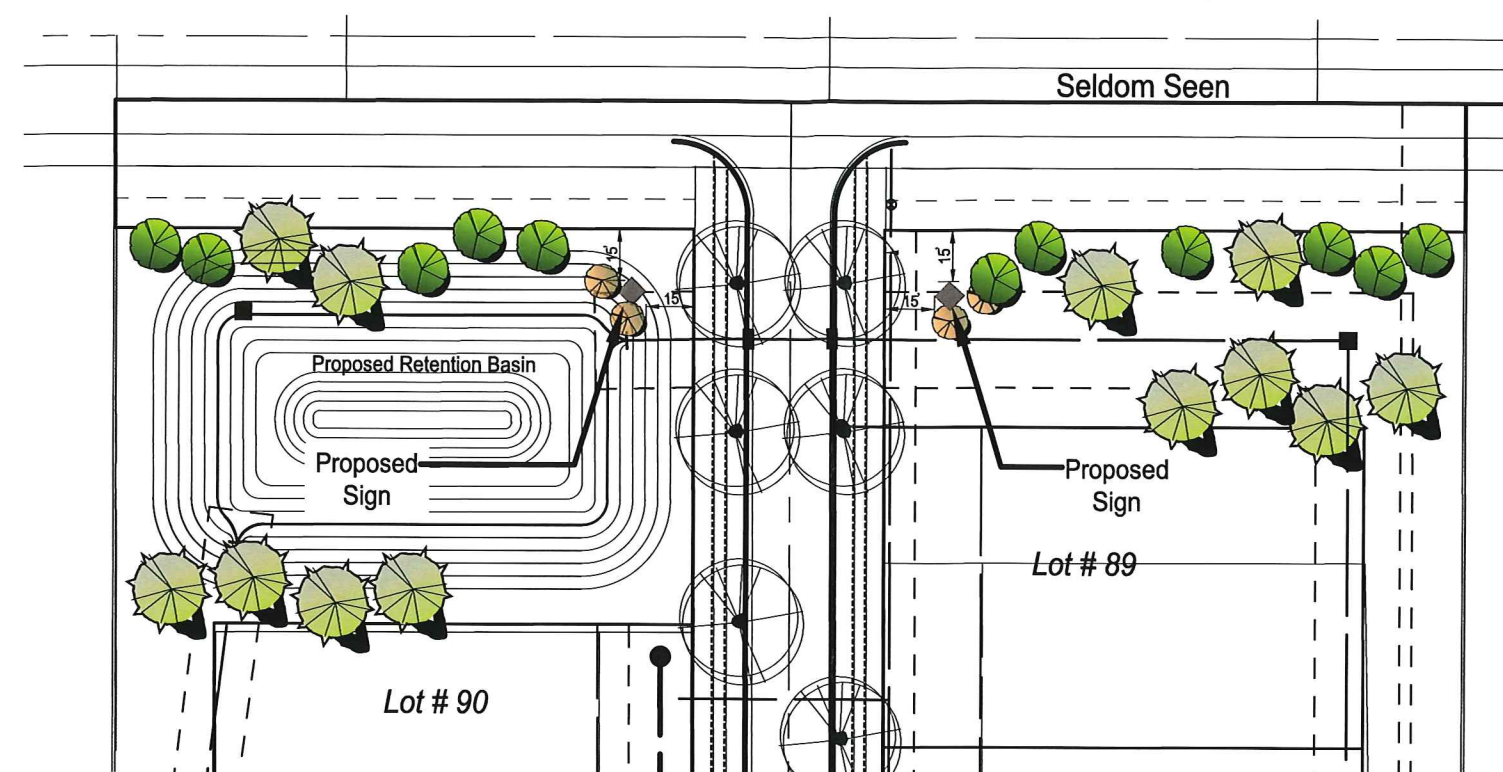 Seldom Seen
15'
15'
15'
15'
Proposed Retention Basin
Proposed
Sign
Proposed
Sign
Lot # 89
Lot # 90